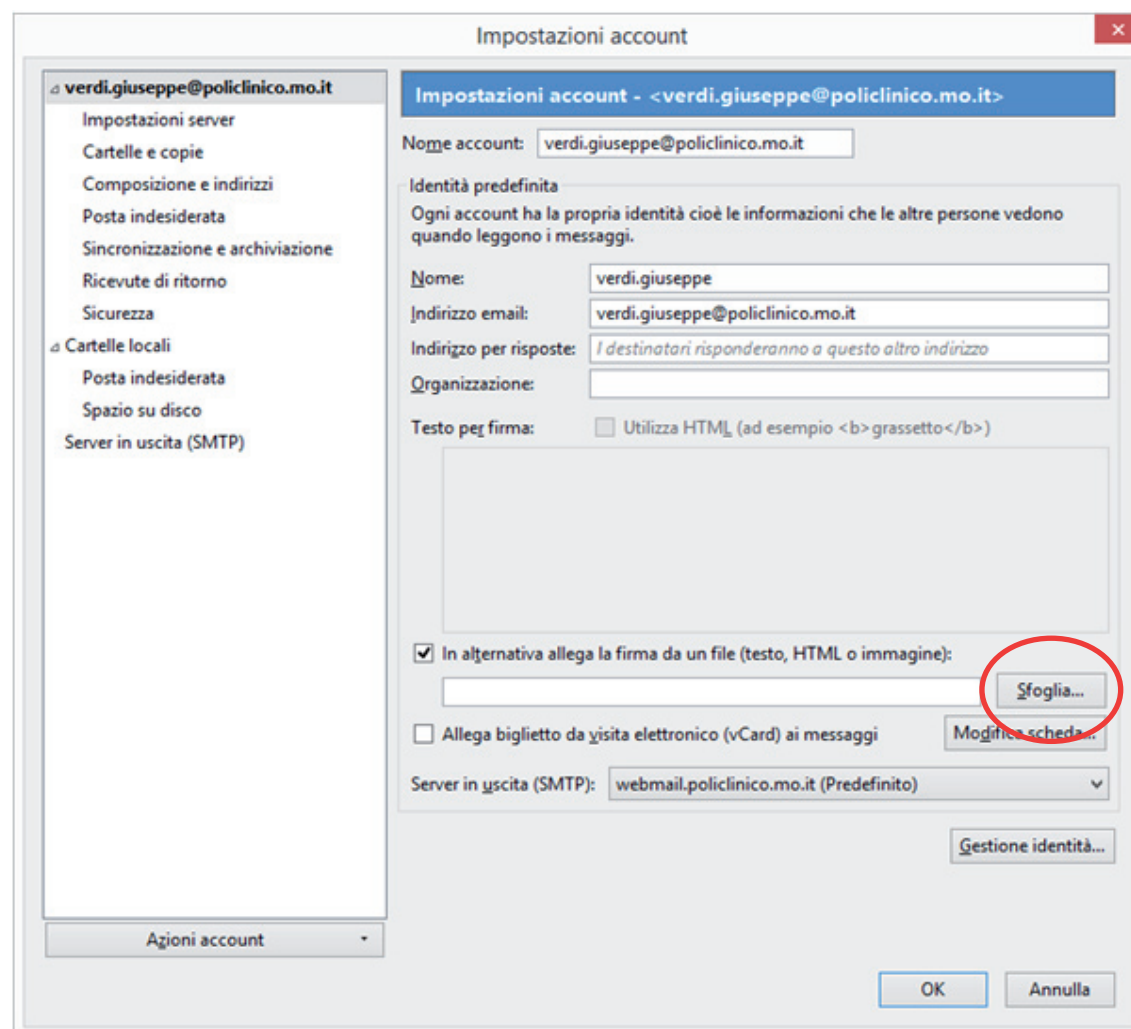 Impostazioni account
verdi.giuseppe@policlinico.mo.it
Impostazioni server
Cartelle e copie
Composizione e indirizzi
Posta indesiderata
Sincronizzazione e archiviazione
Ricevute di ritorno
Sicurezza
Cartelle locali
Posta indesiderata
Spazio su disco
Server in uscita (SMTP)
Azioni account
Impostazioni account - <verdi.giuseppe@policlinico.mo.it>
Nome account: verdi.giuseppe@policlinico.mo.it
Identità predefinita
Ogni account ha la propria identità cioè le informazioni che le altre persone vedono
quando leggono i messaggi.
Nome: verdi.giuseppe
Indirizzo email: verdi.giuseppe@policlinico.mo.it
Indirizzo per risposte: I destinatari risponderanno a questo altro indirizzo
Organizzazione:
Testo per firma: Utilizza HTML (ad esempio <b>grassetto</b>)
In alternativa allega la firma da un file (testo, HTML o immagine):
Sfoglia...
Allega biglietto da visita elettronico (vCard) ai messaggi Modifica scheda...
Server in uscita (SMTP): webmail.policlinico.mo.it (Predefinito)
Gestione identità...
OK Annulla